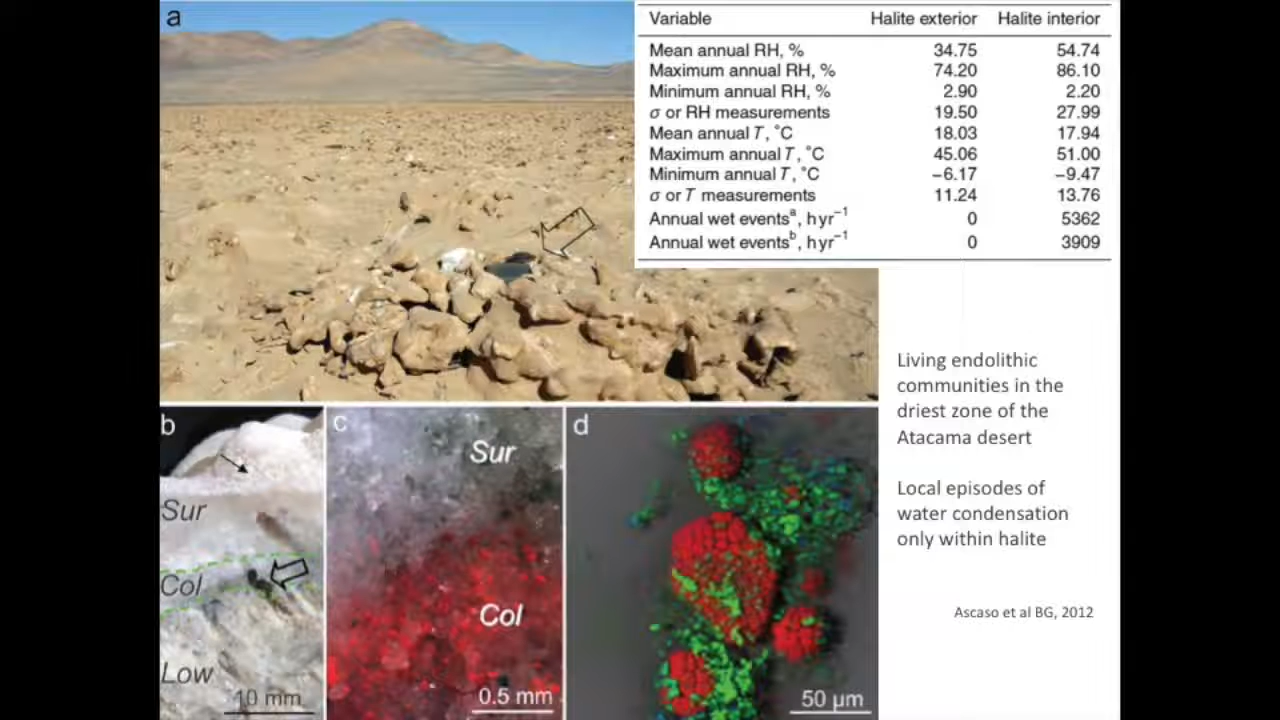 a
Variable Halite exterior Halite interior
Mean annual RH, % 34.75 54.74
Maximum annual RH, % 74.20 86.10
Minimum annual RH, % 2.90 2.20
σ or RH measurements 19.50 27.99
Mean annual T, °C 18.03 17.94
Maximum annual T, °C 45.06 51.00
Minimum annual T, °C −6.17 −9.47
σ or T measurements 11.24 13.76
Annual wet eventsᵃ, h yr⁻¹ 0 5362
Annual wet eventsᵇ, h yr⁻¹ 0 3909
Living endolithic
communities in the
driest zone of the
Atacama desert
Local episodes of
water condensation
only within halite
Ascaso et al BG, 2012
b
Sur
Col
Low
10 mm
c
Sur
Col
0.5 mm
d
50 µm